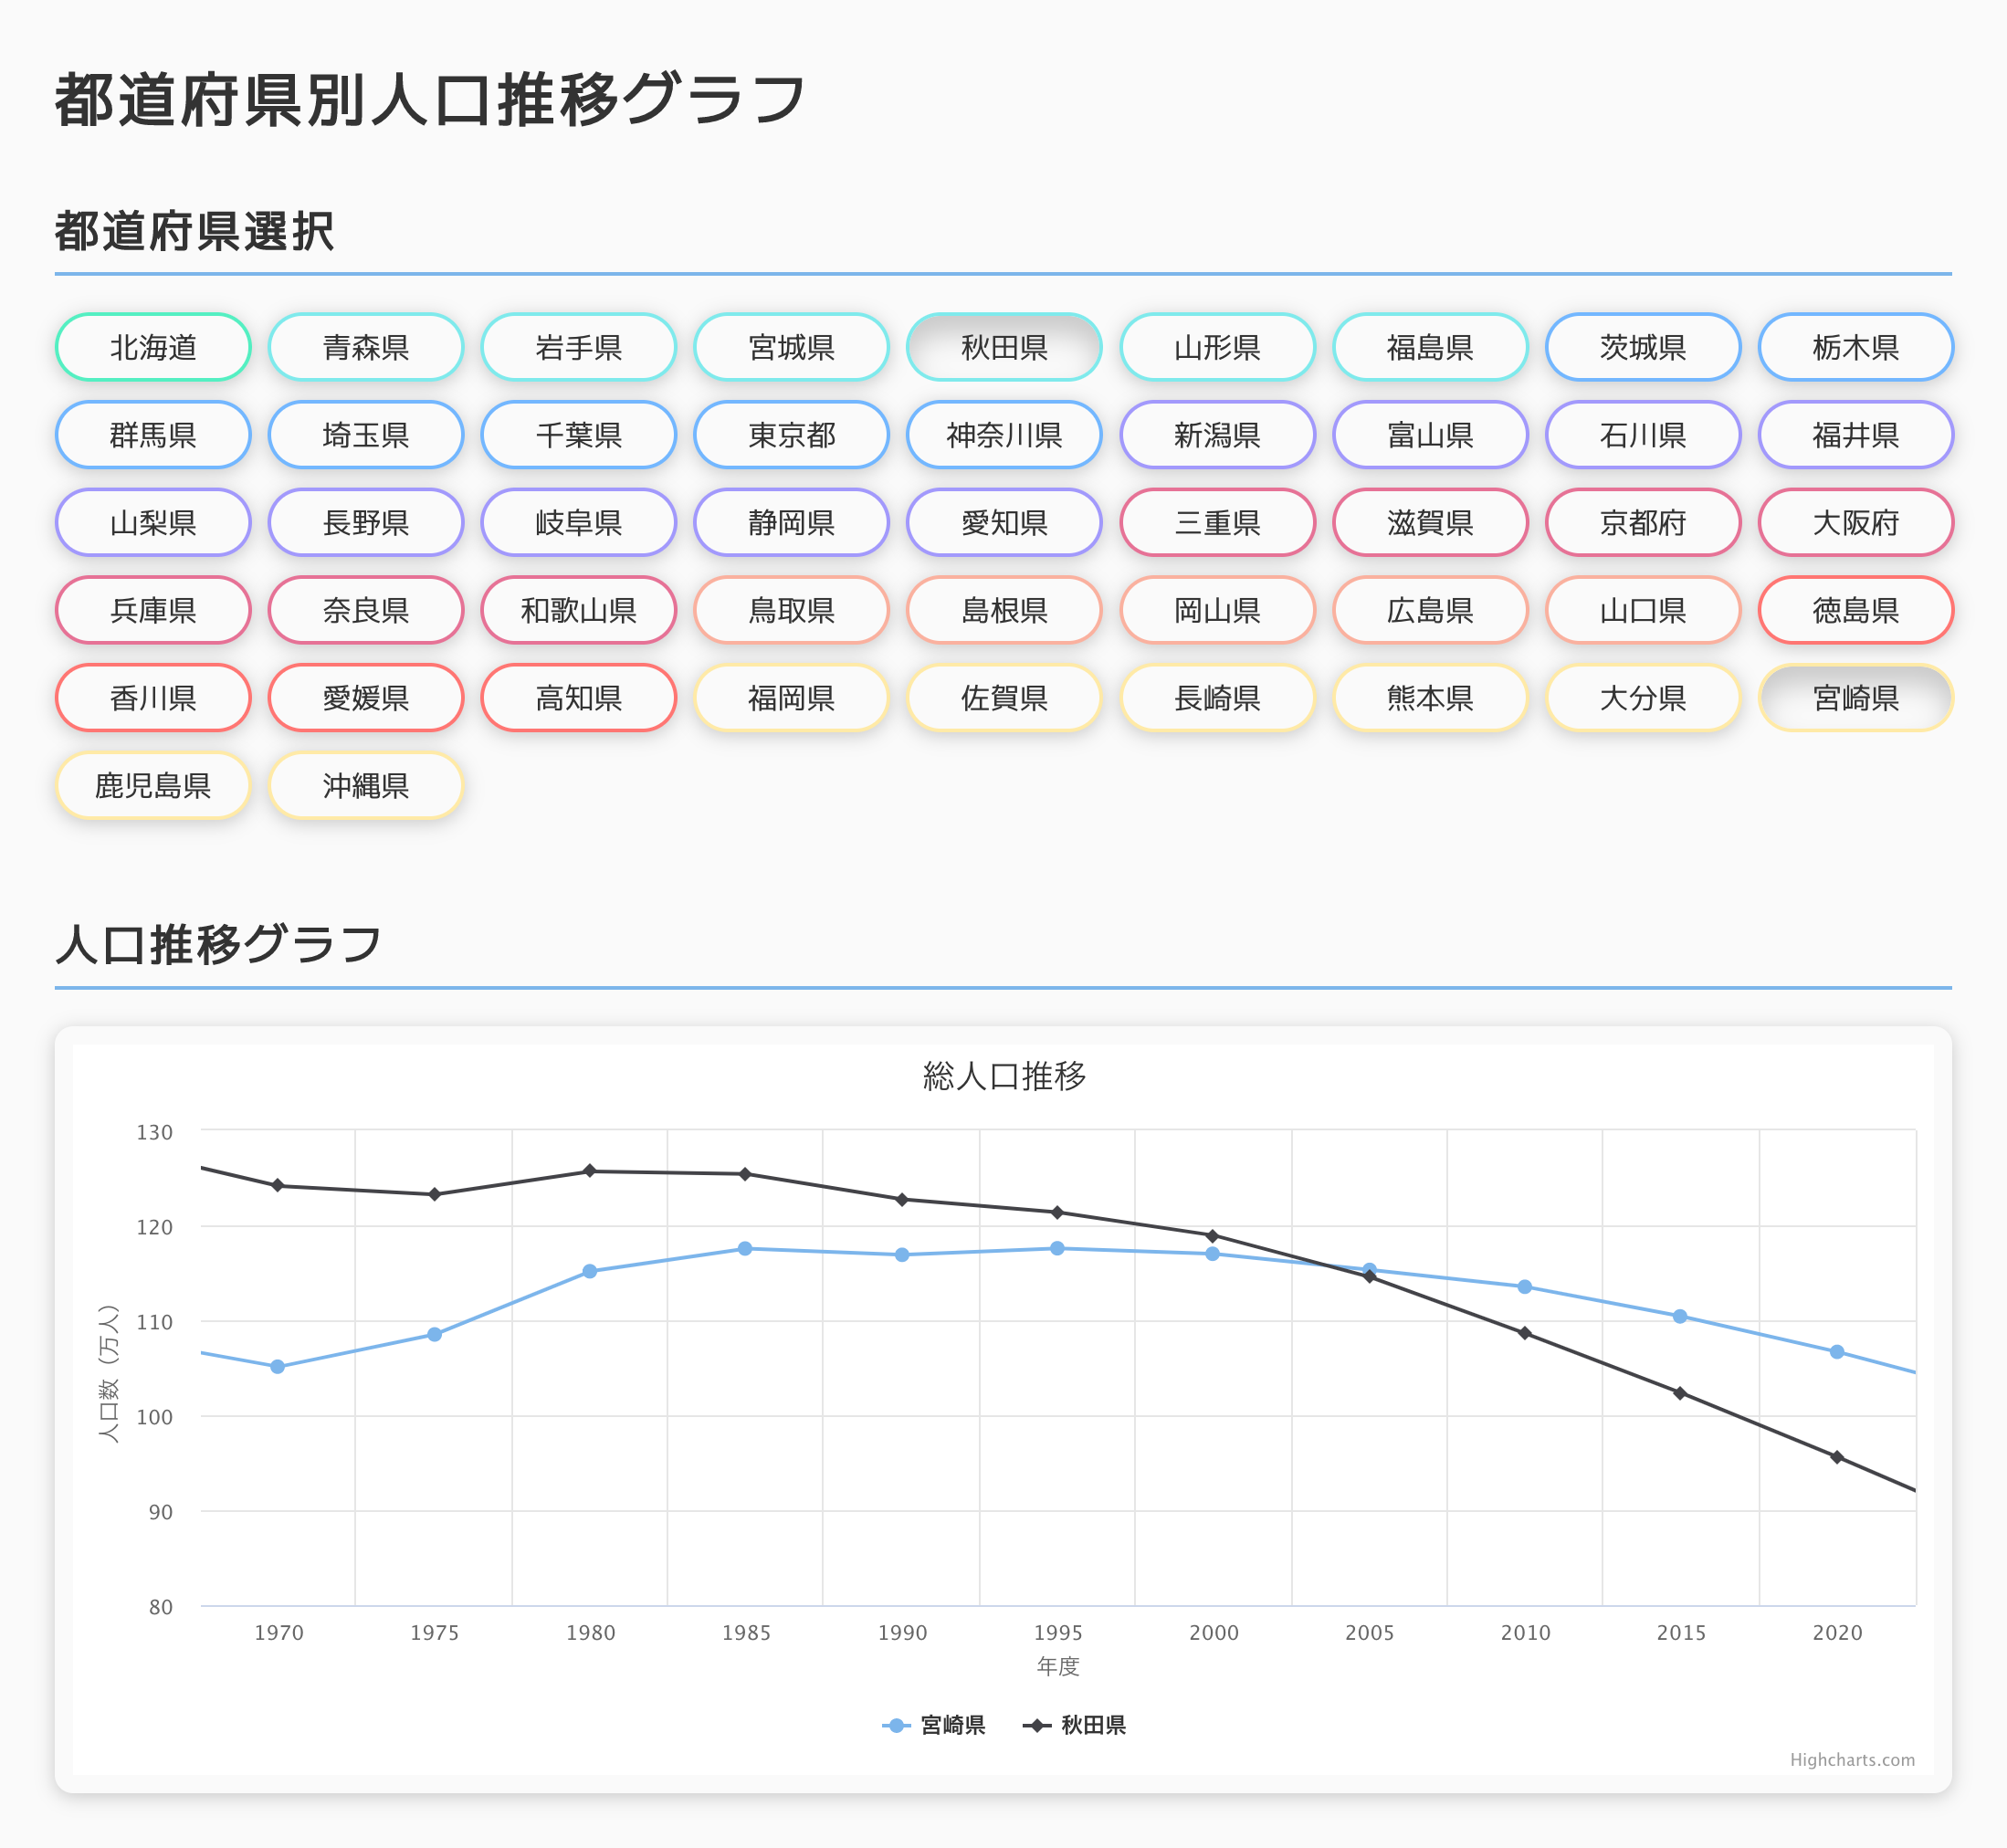 都道府県別人口推移グラフ
都道府県選択
北海道 青森県 岩手県 宮城県 秋田県 山形県 福島県 茨城県 栃木県
群馬県 埼玉県 千葉県 東京都 神奈川県 新潟県 富山県 石川県 福井県
山梨県 長野県 岐阜県 静岡県 愛知県 三重県 滋賀県 京都府 大阪府
兵庫県 奈良県 和歌山県 鳥取県 島根県 岡山県 広島県 山口県 徳島県
香川県 愛媛県 高知県 福岡県 佐賀県 長崎県 熊本県 大分県 宮崎県
鹿児島県 沖縄県
人口推移グラフ
総人口推移
人口数（万人）
130
120
110
100
90
80
1970 1975 1980 1985 1990 1995 2000 2005 2010 2015 2020
年度
宮崎県 秋田県
Highcharts.com